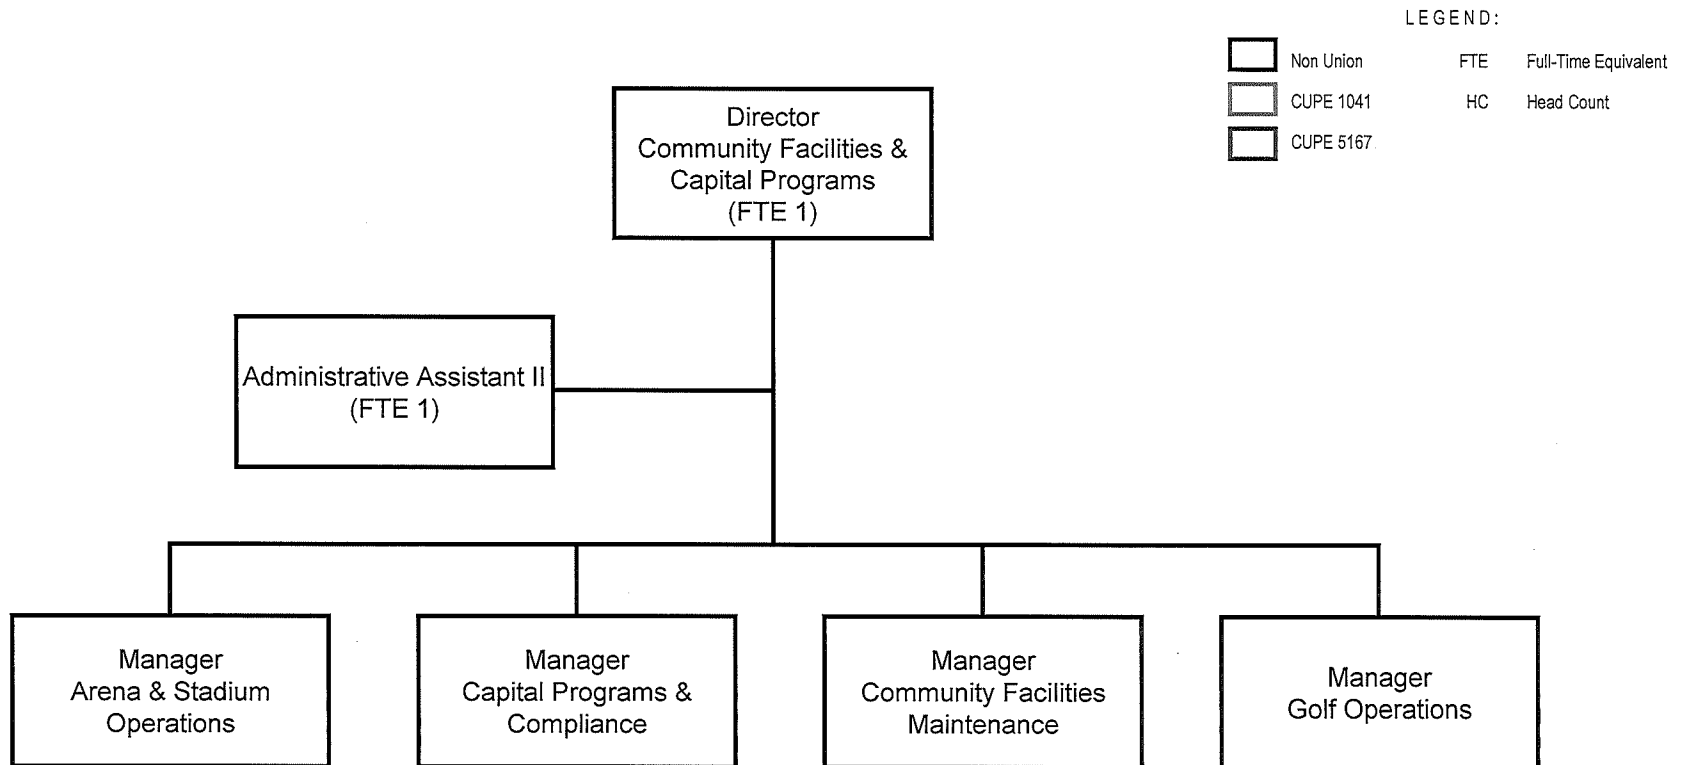 LEGEND:
Non Union FTE Full-Time Equivalent
CUPE 1041 HC Head Count
CUPE 5167
Director
Community Facilities &
Capital Programs
(FTE 1)
Administrative Assistant II
(FTE 1)
Manager
Arena & Stadium
Operations
Manager
Capital Programs &
Compliance
Manager
Community Facilities
Maintenance
Manager
Golf Operations